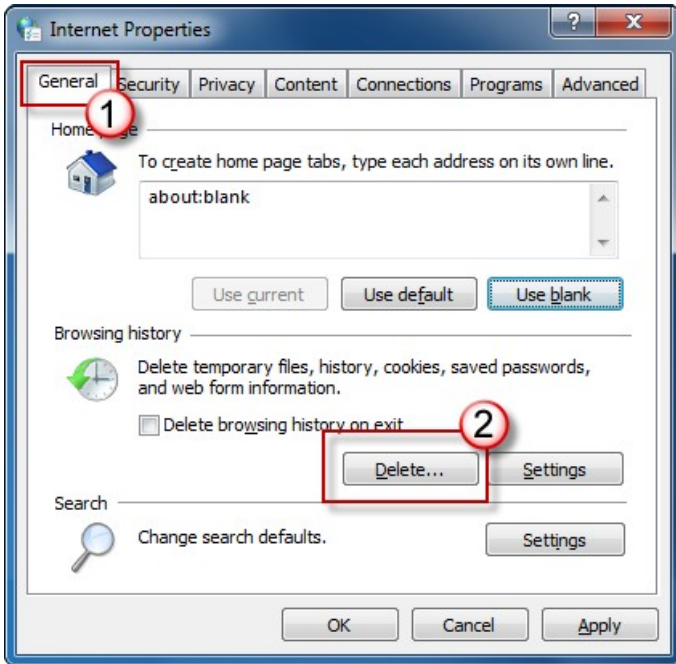 Internet Properties
General Security Privacy Content Connections Programs Advanced
1
Home page
To create home page tabs, type each address on its own line.
about:blank
Use current Use default Use blank
Browsing history
Delete temporary files, history, cookies, saved passwords,
and web form information.
Delete browsing history on exit
2
Delete... Settings
Search
Change search defaults.
Settings
OK Cancel Apply